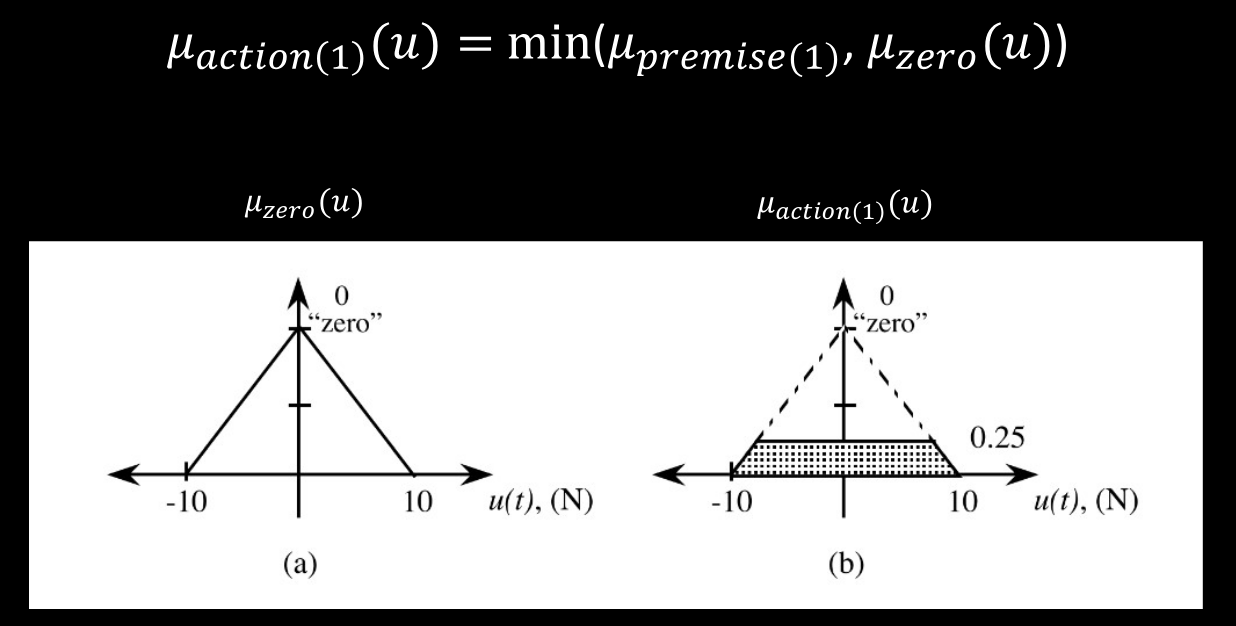 μ_action(1)(u) = min(μ_premise(1), μ_zero(u))
μ_zero(u)
μ_action(1)(u)
0
“zero”
-10
10
u(t), (N)
(a)
0
“zero”
0.25
-10
10
u(t), (N)
(b)